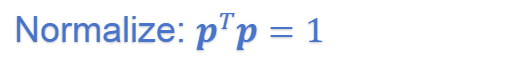 Normalize: 𝒑ᵀ𝒑 = 1